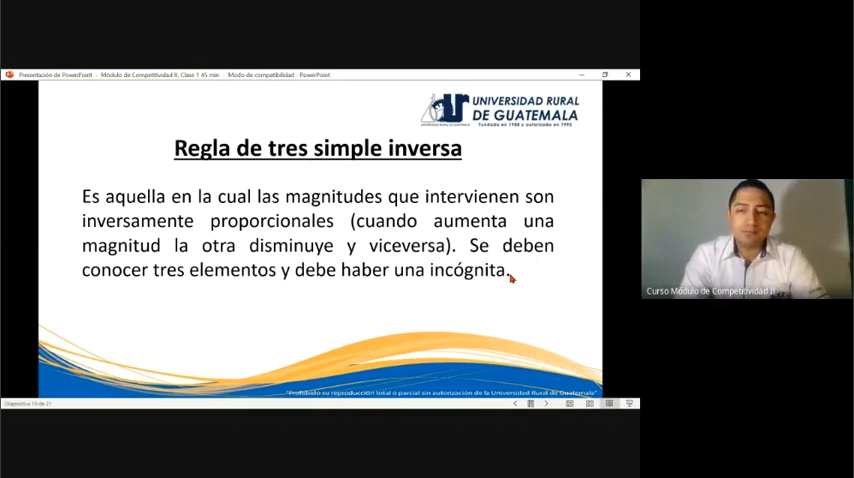 Presentación de PowerPoint - Módulo de Competitividad II, Clase 1 45 min - Modo de compatibilidad - PowerPoint
UNIVERSIDAD RURAL
DE GUATEMALA
Fundada en 1988 y autorizada en 1995
Regla de tres simple inversa
Es aquella en la cual las magnitudes que intervienen son
inversamente proporcionales (cuando aumenta una
magnitud la otra disminuye y viceversa). Se deben
conocer tres elementos y debe haber una incógnita.
"Prohibido su reproducción total o parcial sin autorización de la Universidad Rural de Guatemala"
Diapositiva 16 de 21
Curso Módulo de Competitividad II